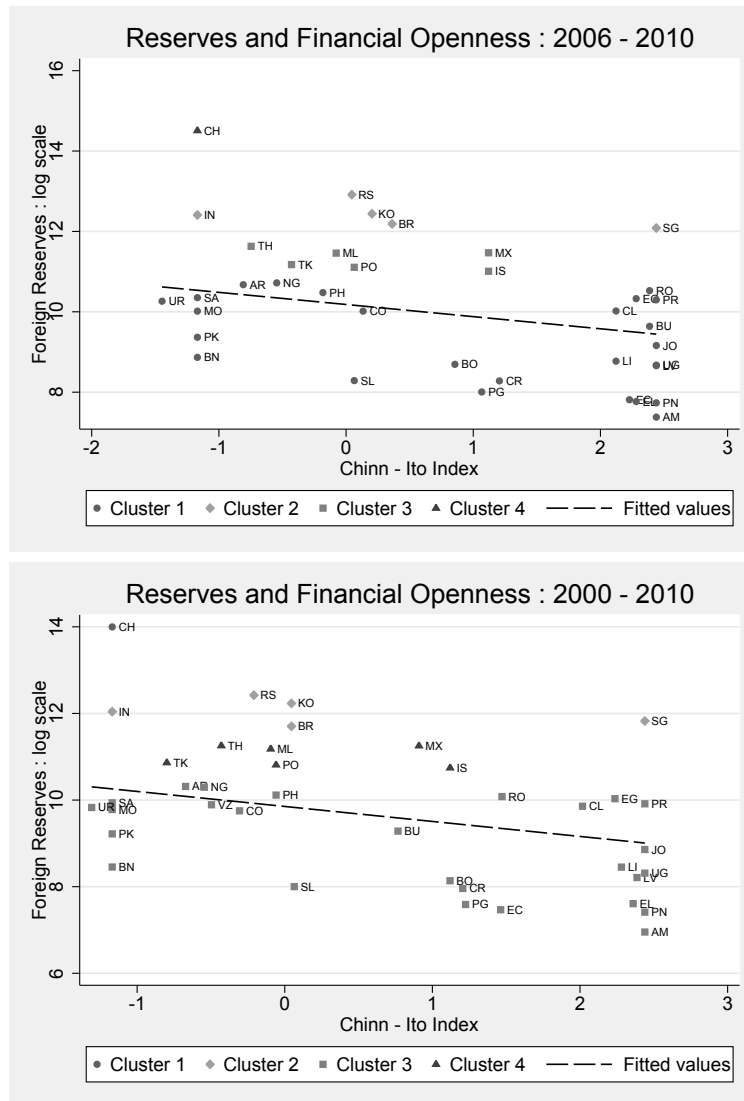 Reserves and Financial Openness : 2006 - 2010
Foreign Reserves : log scale
16
14
12
10
8
CH
IN
RS
KO
BR
SG
TH
ML
MX
TK
PO
IS
AR
NG
PH
UR
SA
MO
CO
RO
PR
CL
BU
PK
BN
JO
BO
LI
UG
SL
CR
PG
PN
AM
-2 -1 0 1 2 3
Chinn - Ito Index
Cluster 1 Cluster 2 Cluster 3 Cluster 4 Fitted values
Reserves and Financial Openness : 2000 - 2010
Foreign Reserves : log scale
14
12
10
8
6
CH
IN
RS
KO
BR
SG
TH
ML
MX
TK
PO
IS
AR
NG
PH
RO
EG
UR
SA
MO
VZ
CO
CL
PR
PK
BU
JO
BN
BO
LI
UG
LV
SL
CR
PG
EC
EL
PN
AM
-1 0 1 2 3
Chinn - Ito Index
Cluster 1 Cluster 2 Cluster 3 Cluster 4 Fitted values